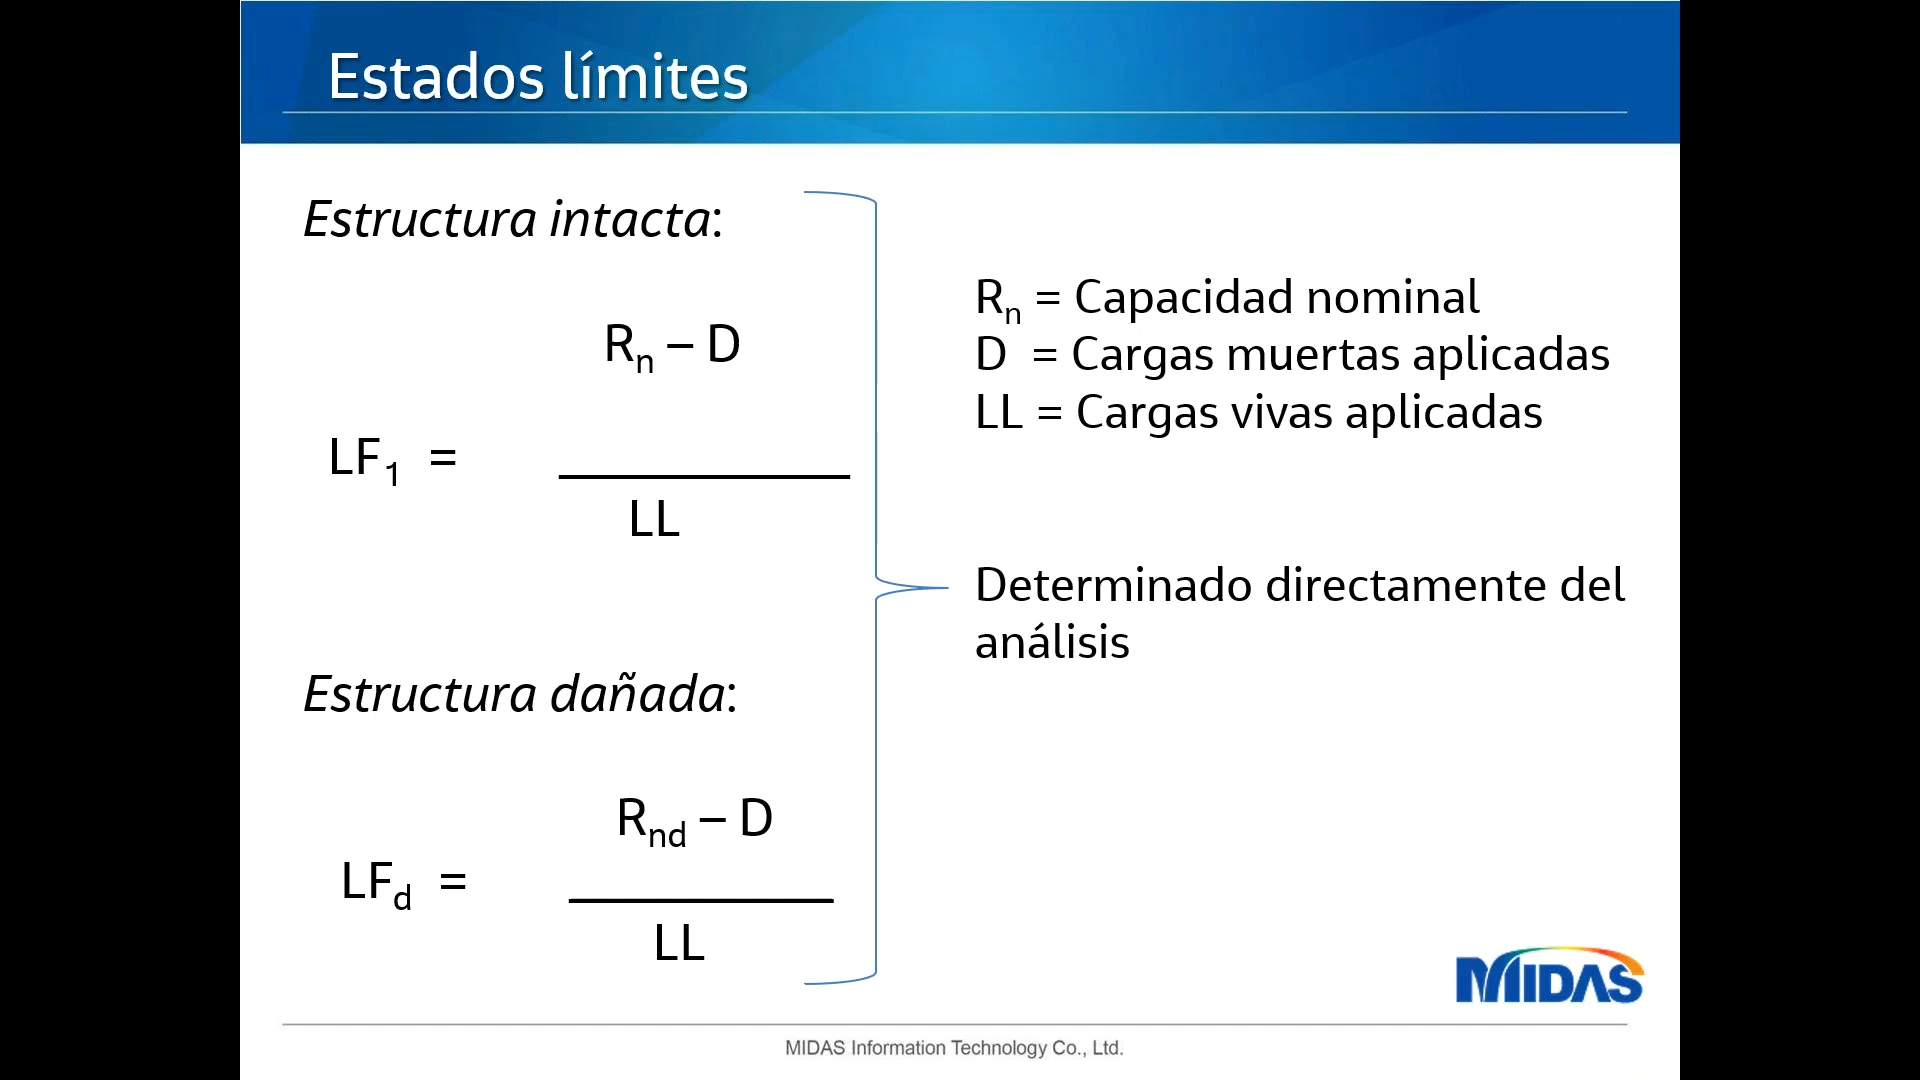 Estados límites
Estructura intacta:
Rn – D
LF1 =
LL
Estructura dañada:
Rnd – D
LFd =
LL
Rn = Capacidad nominal
D = Cargas muertas aplicadas
LL = Cargas vivas aplicadas
Determinado directamente del
análisis
MIDAS
MIDAS Information Technology Co., Ltd.